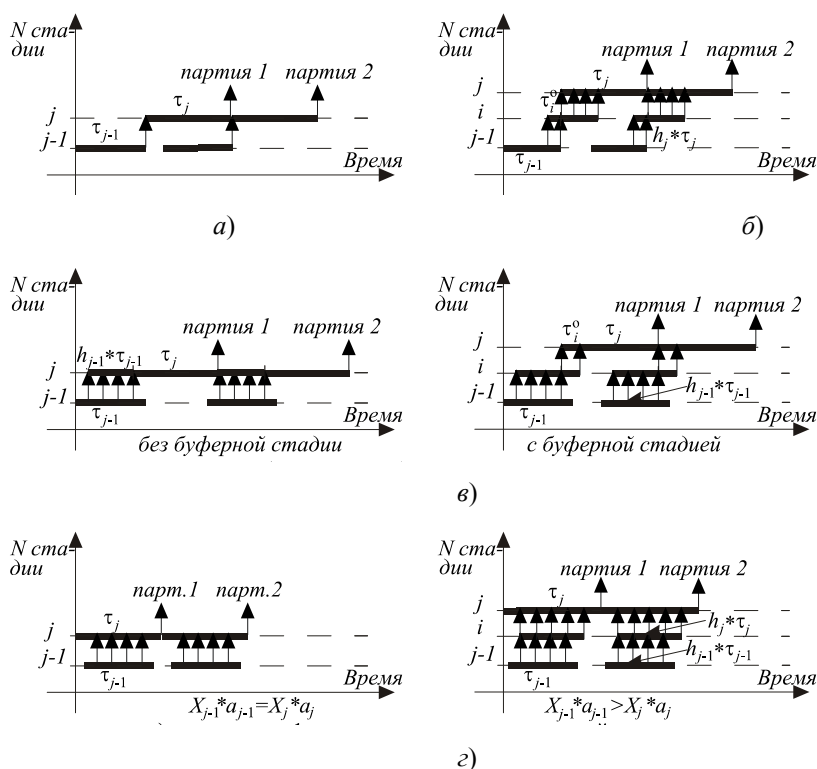 N ста-
дии
партия 1 партия 2
τj
j
τj-1
j-1
Время
а)
N ста-
дии
партия 1 партия 2
j
τj
τiо
i
j-1
hj*τj
τj-1
Время
б)
N ста-
дии
партия 1 партия 2
hj-1*τj-1 τj
j
j-1
τj-1
Время
без буферной стадии
N ста-
дии
партия 1 партия 2
τiо τj
j
i
j-1
hj-1*τj-1
τj-1
Время
с буферной стадией
в)
N ста-
дии
парт.1 парт.2
τj
j
j-1
τj-1
Время
Xj-1*aj-1=Xj*aj
N ста-
дии
партия 1 партия 2
τj
j
i
hj*τj
j-1
hj-1*τj-1
τj-1
Время
Xj-1*aj-1>Xj*aj
г)